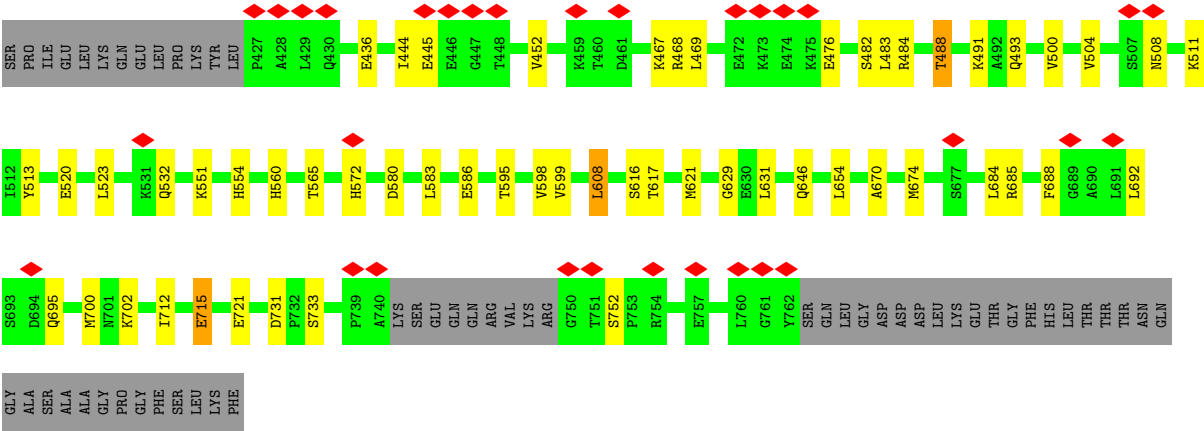 SER PRO ILE GLU LEU LEU LYS GLN GLU LEU PRO LYS TYR LEU P427 A428 L429 Q430 E436 I444 E445 E446 G447 T448 V452 K459 T460 D461 K467 R468 L469 E472 K473 E474 K475 E476 S482 L483 R484 T488 K491 A492 Q493 V500 V504 S507 N508 K511
I512 Y513 E520 L523 K531 Q532 K551 H554 H560 T565 H572 D580 L583 E586 T595 V598 V599 L608 S616 T617 M621 G629 E630 L631 Q646 L654 A670 M674 S677 L684 R685 F688 G689 A690 L691 L692
S693 D694 Q695 M700 N701 K702 I712 E715 E721 D731 P732 S733 P739 A740 LYS SER GLU GLN GLN ARG VAL LYS ARG G750 T751 S752 P753 R754 E757 L760 G761 Y762 SER GLN LEU GLY ASP ASP ASP LEU LYS GLU THR GLY PHE HIS LEU THR THR THR ASN GLN
GLY ALA SER ALA ALA GLY PRO GLY PHE SER LEU LYS PHE